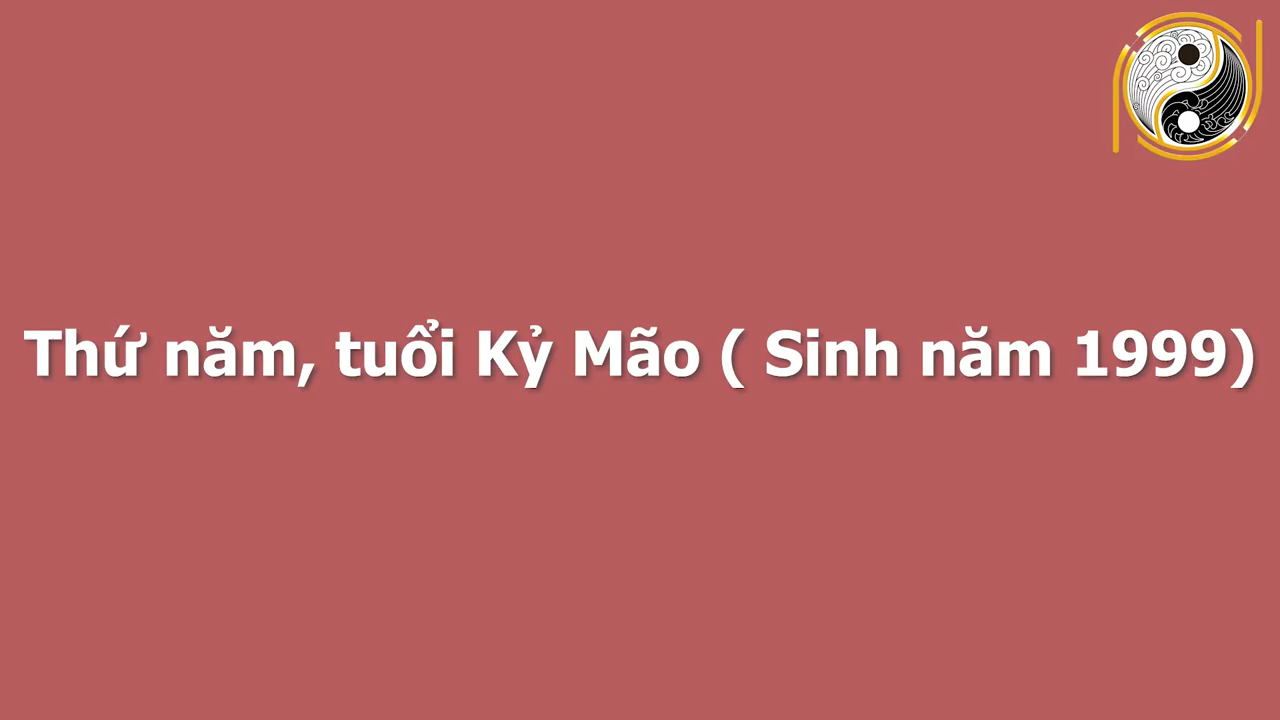 Thứ năm, tuổi Kỷ Mão ( Sinh năm 1999)